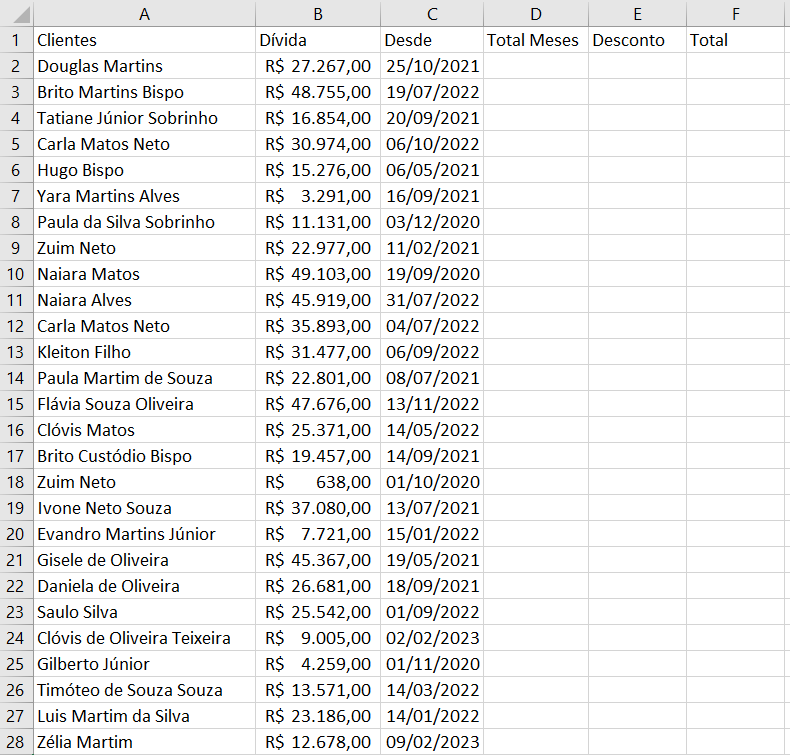 A B C D E F
1 Clientes Dívida Desde Total Meses Desconto Total
2 Douglas Martins R$ 27.267,00 25/10/2021
3 Brito Martins Bispo R$ 48.755,00 19/07/2022
4 Tatiane Júnior Sobrinho R$ 16.854,00 20/09/2021
5 Carla Matos Neto R$ 30.974,00 06/10/2022
6 Hugo Bispo R$ 15.276,00 06/05/2021
7 Yara Martins Alves R$ 3.291,00 16/09/2021
8 Paula da Silva Sobrinho R$ 11.131,00 03/12/2020
9 Zuim Neto R$ 22.977,00 11/02/2021
10 Naiara Matos R$ 49.103,00 19/09/2020
11 Naiara Alves R$ 45.919,00 31/07/2022
12 Carla Matos Neto R$ 35.893,00 04/07/2022
13 Kleiton Filho R$ 31.477,00 06/09/2022
14 Paula Martim de Souza R$ 22.801,00 08/07/2021
15 Flávia Souza Oliveira R$ 47.676,00 13/11/2022
16 Clóvis Matos R$ 25.371,00 14/05/2022
17 Brito Custódio Bispo R$ 19.457,00 14/09/2021
18 Zuim Neto R$ 638,00 01/10/2020
19 Ivone Neto Souza R$ 37.080,00 13/07/2021
20 Evandro Martins Júnior R$ 7.721,00 15/01/2022
21 Gisele de Oliveira R$ 45.367,00 19/05/2021
22 Daniela de Oliveira R$ 26.681,00 18/09/2021
23 Saulo Silva R$ 25.542,00 01/09/2022
24 Clóvis de Oliveira Teixeira R$ 9.005,00 02/02/2023
25 Gilberto Júnior R$ 4.259,00 01/11/2020
26 Timóteo de Souza Souza R$ 13.571,00 14/03/2022
27 Luis Martim da Silva R$ 23.186,00 14/01/2022
28 Zélia Martim R$ 12.678,00 09/02/2023